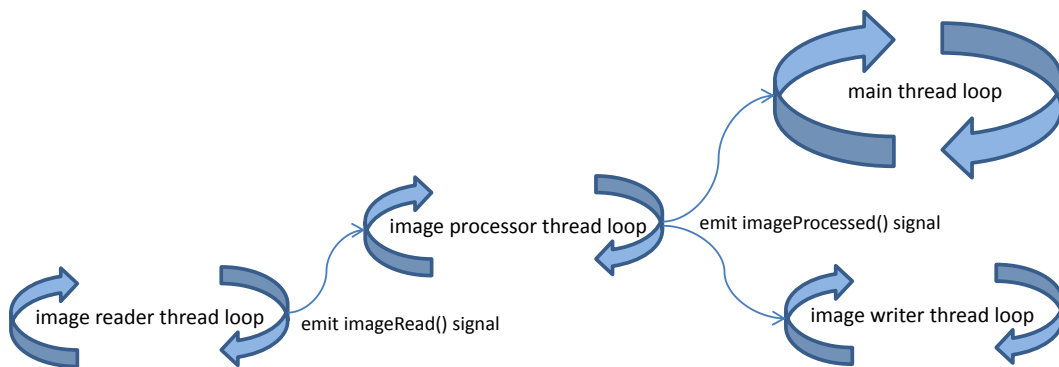 main thread loop
image processor thread loop
emit imageProcessed() signal
image reader thread loop
emit imageRead() signal
image writer thread loop